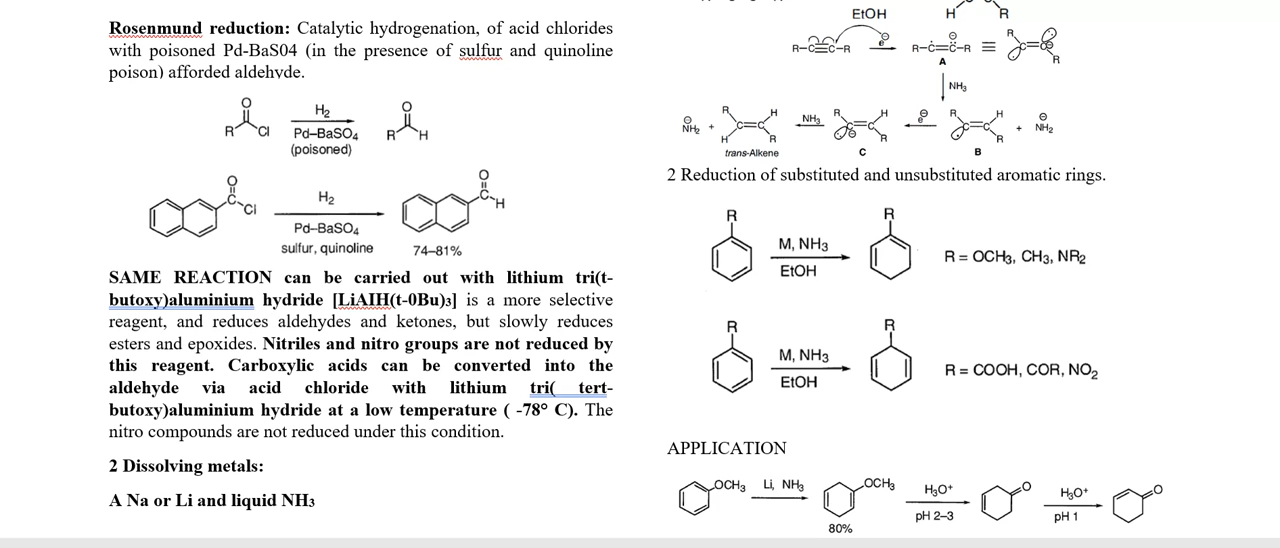 Rosenmund reduction: Catalytic hydrogenation, of acid chlorides
with poisoned Pd-BaS04 (in the presence of sulfur and quinoline
poison) afforded aldehyde.
O
R
Cl
H2
Pd–BaSO4
(poisoned)
O
R
H
O
C
Cl
H2
Pd–BaSO4
sulfur, quinoline
O
C
H
74–81%
SAME REACTION can be carried out with lithium tri(t-
butoxy)aluminium hydride [LiAIH(t-0Bu)3] is a more selective
reagent, and reduces aldehydes and ketones, but slowly reduces
esters and epoxides. Nitriles and nitro groups are not reduced by
this reagent. Carboxylic acids can be converted into the
aldehyde via acid chloride with lithium tri( tert-
butoxy)aluminium hydride at a low temperature ( -78° C). The
nitro compounds are not reduced under this condition.
2 Dissolving metals:
A Na or Li and liquid NH3
EtOH
H
R
R–C≡C–R
e⊖
R–Ċ=C⊖–R ≡
R
C=C
R
A
NH3
⊖NH2 +
R
H
C=C
H
R
trans-Alkene
NH3
R
H
C=C
R
C
e⊖
R
H
C=C
R
B
+ ⊖NH2
2 Reduction of substituted and unsubstituted aromatic rings.
R
M, NH3
EtOH
R
R = OCH3, CH3, NR2
R
M, NH3
EtOH
R
R = COOH, COR, NO2
APPLICATION
OCH3
Li, NH3
OCH3
80%
H3O+
pH 2–3
O
H3O+
pH 1
O